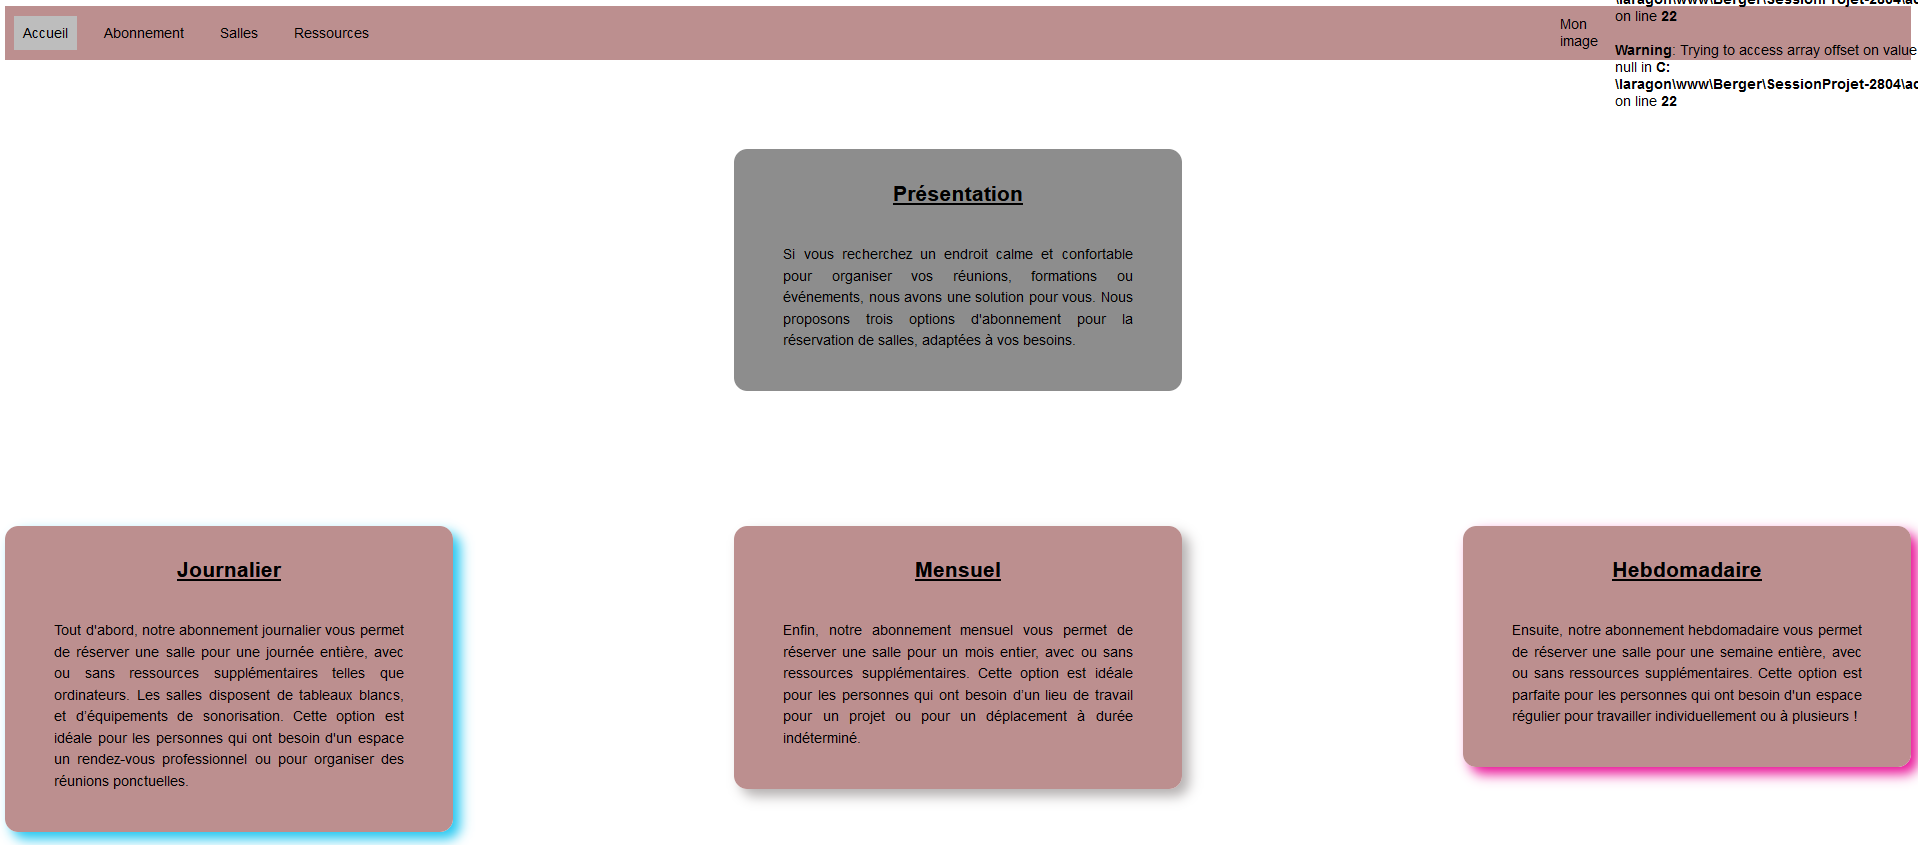 Accueil Abonnement Salles Ressources
Mon
image
on line 22
Warning: Trying to access array offset on value
null in C:
\laragon\www\Berger\SessionProjet-2804\ac
on line 22
Présentation
Si vous recherchez un endroit calme et confortable
pour organiser vos réunions, formations ou
événements, nous avons une solution pour vous. Nous
proposons trois options d'abonnement pour la
réservation de salles, adaptées à vos besoins.
Journalier
Tout d'abord, notre abonnement journalier vous permet
de réserver une salle pour une journée entière, avec
ou sans ressources supplémentaires telles que
ordinateurs. Les salles disposent de tableaux blancs,
et d’équipements de sonorisation. Cette option est
idéale pour les personnes qui ont besoin d'un espace
un rendez-vous professionnel ou pour organiser des
réunions ponctuelles.
Mensuel
Enfin, notre abonnement mensuel vous permet de
réserver une salle pour un mois entier, avec ou sans
ressources supplémentaires. Cette option est idéale
pour les personnes qui ont besoin d’un lieu de travail
pour un projet ou pour un déplacement à durée
indéterminé.
Hebdomadaire
Ensuite, notre abonnement hebdomadaire vous permet
de réserver une salle pour une semaine entière, avec
ou sans ressources supplémentaires. Cette option est
parfaite pour les personnes qui ont besoin d'un espace
régulier pour travailler individuellement ou à plusieurs !